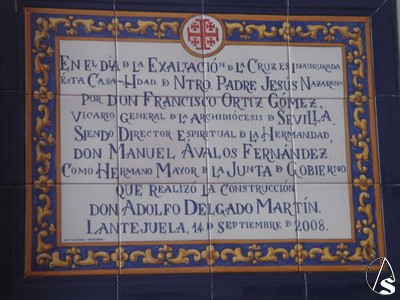 EN EL DÍA D LA EXALTACIÓN D LA CRUZ ES INAUGURADA
ÉSTA CASA-HDAD. D NTRO. PADRE JESÚS NAZARENO
POR DON FRANCISCO ORTIZ GÓMEZ,
VICARIO GENERAL D LA ARCHIDIÓCESIS D SEVILLA,
SIENDO DIRECTOR ESPIRITUAL D LA HERMANDAD,
DON MANUEL ÁVALOS FERNÁNDEZ
COMO HERMANO MAYOR D LA JUNTA D GOBIERNO
QUE REALIZÓ LA CONSTRUCCIÓN
DON ADOLFO DELGADO MARTÍN.
LANTEJUELA, 14 D SEPTIEMBRE D 2008.